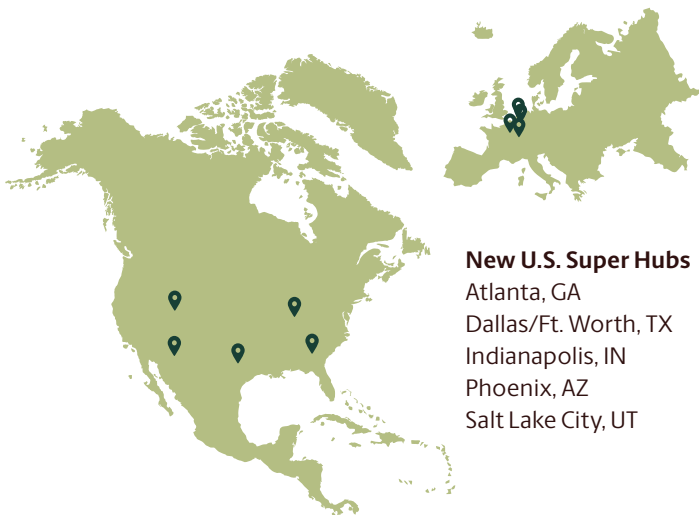 New U.S. Super Hubs
Atlanta, GA
Dallas/Ft. Worth, TX
Indianapolis, IN
Phoenix, AZ
Salt Lake City, UT